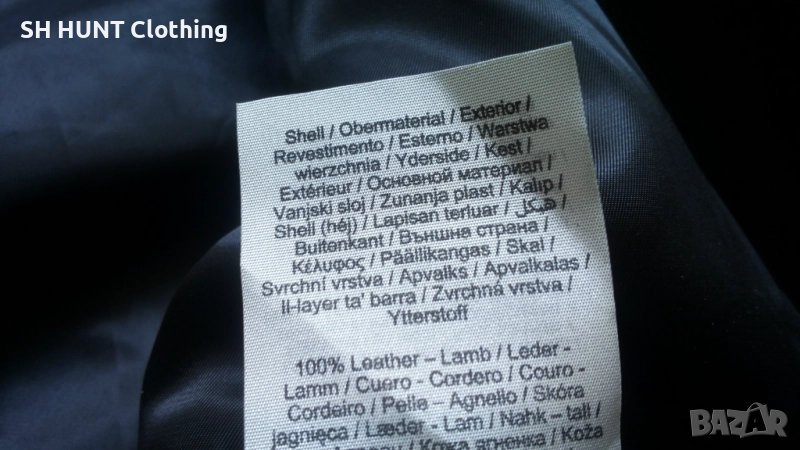 SH HUNT Clothing
Shell / Obermaterial / Exterior /
Revestimento / Esterno / Warstwa
wierzchnia / Yderside / Kest /
Extérieur / Основной материал /
Vanjski sloj / Zunanja plast / Kalıp /
Shell (héj) / Lapisan terluar / هيكل /
Buitenkant / Външна страна /
Κέλυφος / Päällikangas / Skal /
Svrchní vrstva / Apvalks / Apvalkalas /
Il-layer ta' barra / Zvrchná vrstva /
Ytterstoff
100% Leather – Lamb / Leder -
Lamm / Cuero - Cordero / Couro -
Cordeiro / Pelle - Agnello / Skóra
jagnięca / Læder - Lam / Nahk - tall /
Кожа ягненка / Koža
BAZAR